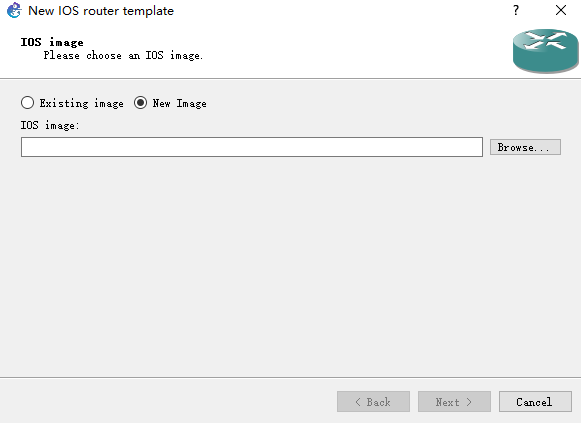 New IOS router template
IOS image
Please choose an IOS image.
Existing image New Image
IOS image:
Browse...
< Back Next > Cancel